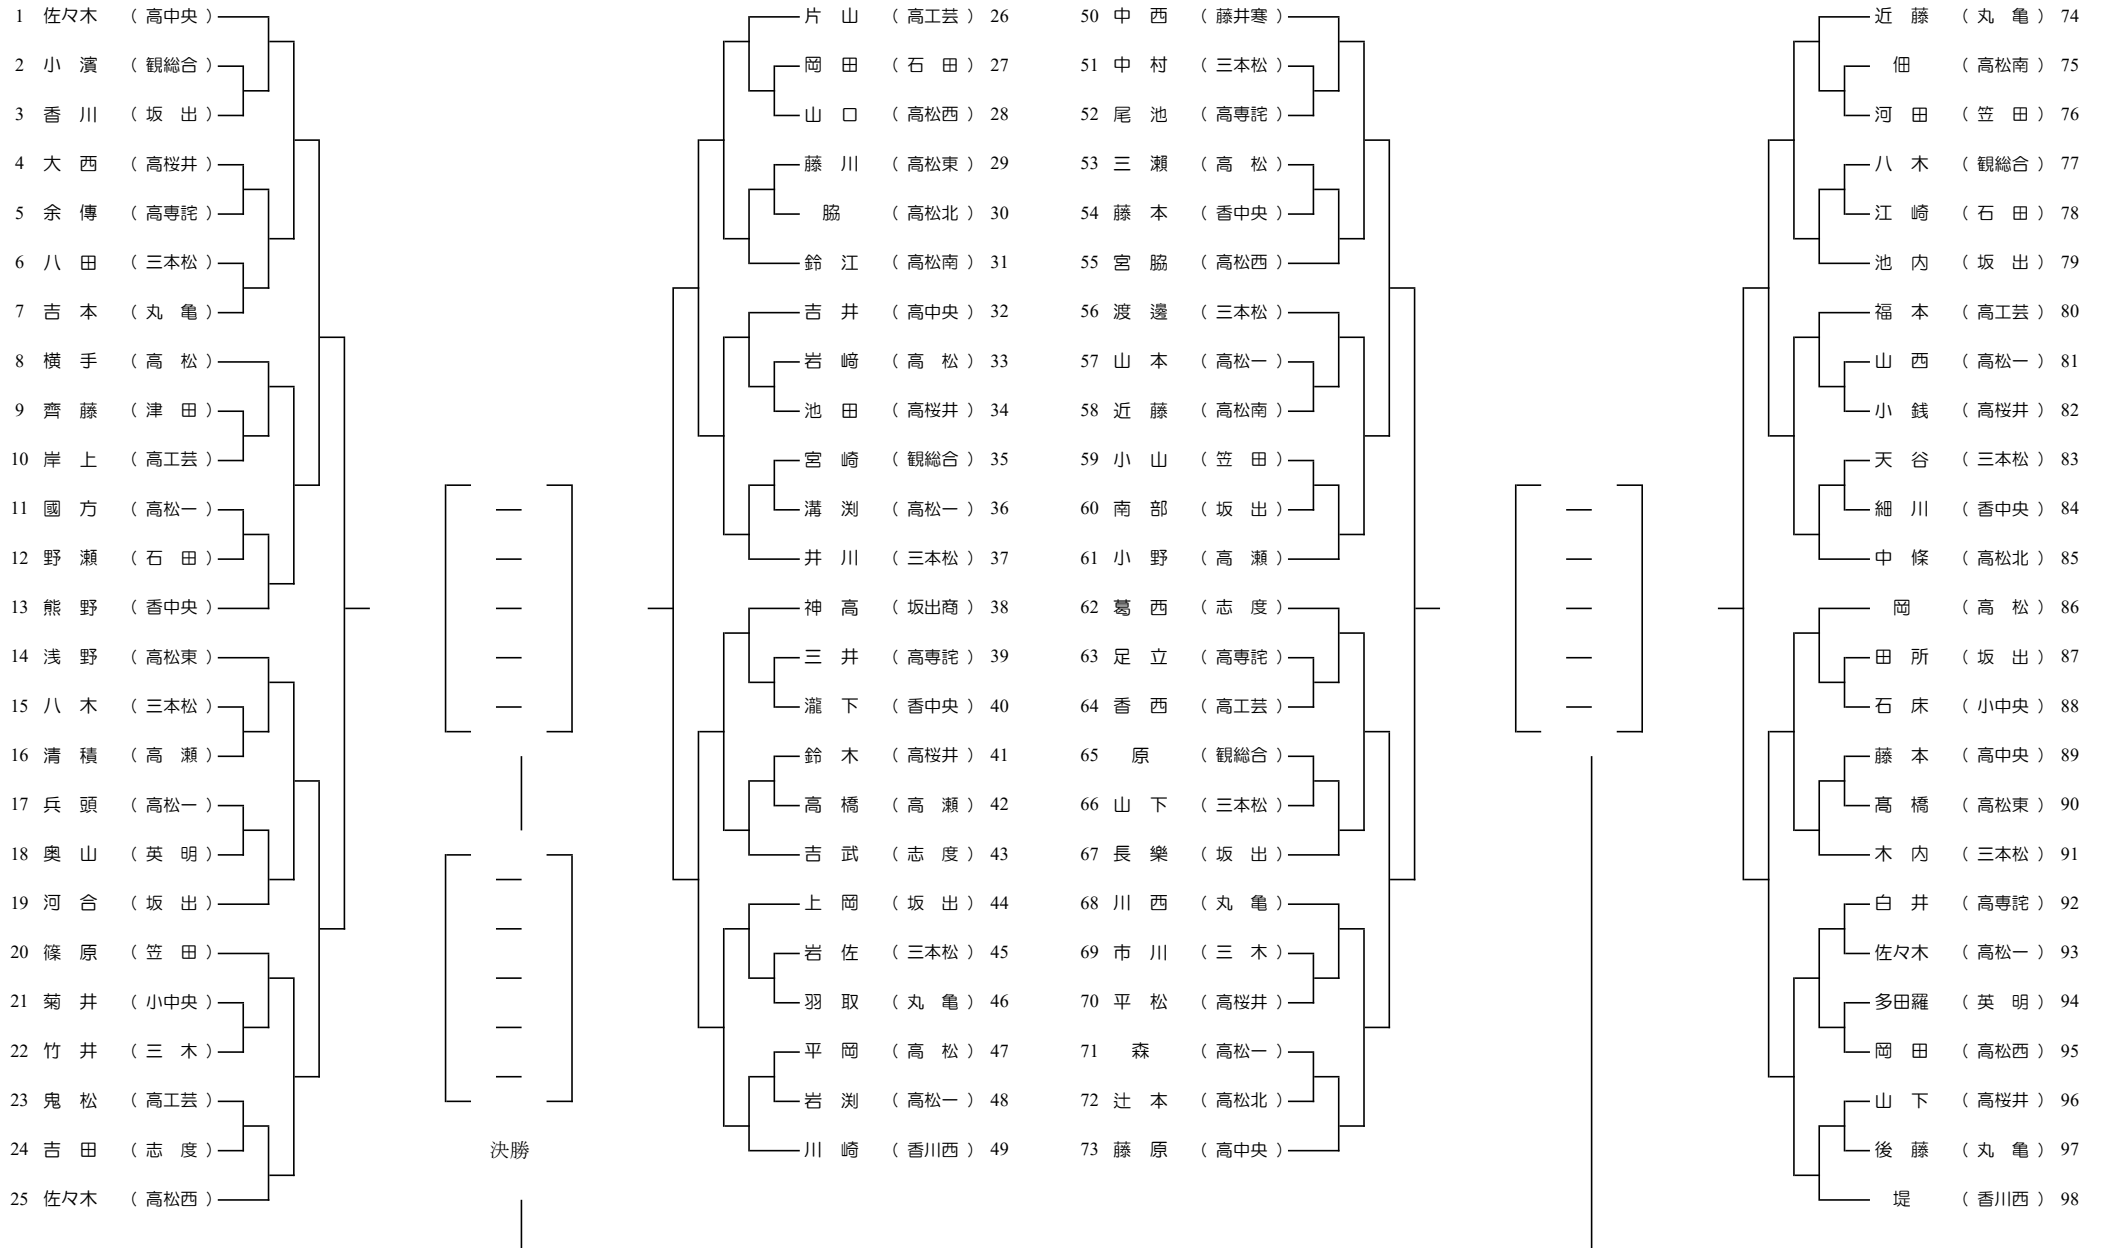 1 佐々木 （ 高中央 ）
2 小 濱 （ 観総合 ）
3 香 川 （ 坂 出 ）
4 大 西 （ 高桜井 ）
5 余 傳 （ 高専詫 ）
6 八 田 （ 三本松 ）
7 吉 本 （ 丸 亀 ）
8 横 手 （ 高 松 ）
9 齊 藤 （ 津 田 ）
10 岸 上 （ 高工芸 ）
11 國 方 （ 高松一 ）
12 野 瀬 （ 石 田 ）
13 熊 野 （ 香中央 ）
14 浅 野 （ 高松東 ）
15 八 木 （ 三本松 ）
16 清 積 （ 高 瀬 ）
17 兵 頭 （ 高松一 ）
18 奥 山 （ 英 明 ）
19 河 合 （ 坂 出 ）
20 篠 原 （ 笠 田 ）
21 菊 井 （ 小中央 ）
22 竹 井 （ 三 木 ）
23 鬼 松 （ 高工芸 ）
24 吉 田 （ 志 度 ）
25 佐々木 （ 高松西 ）
決勝
片 山 （ 高工芸 ） 26
岡 田 （ 石 田 ） 27
山 口 （ 高松西 ） 28
藤 川 （ 高松東 ） 29
脇 （ 高松北 ） 30
鈴 江 （ 高松南 ） 31
吉 井 （ 高中央 ） 32
岩 﨑 （ 高 松 ） 33
池 田 （ 高桜井 ） 34
宮 崎 （ 観総合 ） 35
溝 渕 （ 高松一 ） 36
井 川 （ 三本松 ） 37
神 高 （ 坂出商 ） 38
三 井 （ 高専詫 ） 39
瀧 下 （ 香中央 ） 40
鈴 木 （ 高桜井 ） 41
高 橋 （ 高 瀬 ） 42
吉 武 （ 志 度 ） 43
上 岡 （ 坂 出 ） 44
岩 佐 （ 三本松 ） 45
羽 取 （ 丸 亀 ） 46
平 岡 （ 高 松 ） 47
岩 渕 （ 高松一 ） 48
川 崎 （ 香川西 ） 49
50 中 西 （ 藤井寒 ）
51 中 村 （ 三本松 ）
52 尾 池 （ 高専詫 ）
53 三 瀬 （ 高 松 ）
54 藤 本 （ 香中央 ）
55 宮 脇 （ 高松西 ）
56 渡 邊 （ 三本松 ）
57 山 本 （ 高松一 ）
58 近 藤 （ 高松南 ）
59 小 山 （ 笠 田 ）
60 南 部 （ 坂 出 ）
61 小 野 （ 高 瀬 ）
62 葛 西 （ 志 度 ）
63 足 立 （ 高専詫 ）
64 香 西 （ 高工芸 ）
65 原 （ 観総合 ）
66 山 下 （ 三本松 ）
67 長 樂 （ 坂 出 ）
68 川 西 （ 丸 亀 ）
69 市 川 （ 三 木 ）
70 平 松 （ 高桜井 ）
71 森 （ 高松一 ）
72 辻 本 （ 高松北 ）
73 藤 原 （ 高中央 ）
近 藤 （ 丸 亀 ） 74
佃 （ 高松南 ） 75
河 田 （ 笠 田 ） 76
八 木 （ 観総合 ） 77
江 崎 （ 石 田 ） 78
池 内 （ 坂 出 ） 79
福 本 （ 高工芸 ） 80
山 西 （ 高松一 ） 81
小 銭 （ 高桜井 ） 82
天 谷 （ 三本松 ） 83
細 川 （ 香中央 ） 84
中 條 （ 高松北 ） 85
岡 （ 高 松 ） 86
田 所 （ 坂 出 ） 87
石 床 （ 小中央 ） 88
藤 本 （ 高中央 ） 89
髙 橋 （ 高松東 ） 90
木 内 （ 三本松 ） 91
白 井 （ 高専詫 ） 92
佐々木 （ 高松一 ） 93
多田羅 （ 英 明 ） 94
岡 田 （ 高松西 ） 95
山 下 （ 高桜井 ） 96
後 藤 （ 丸 亀 ） 97
堤 （ 香川西 ） 98